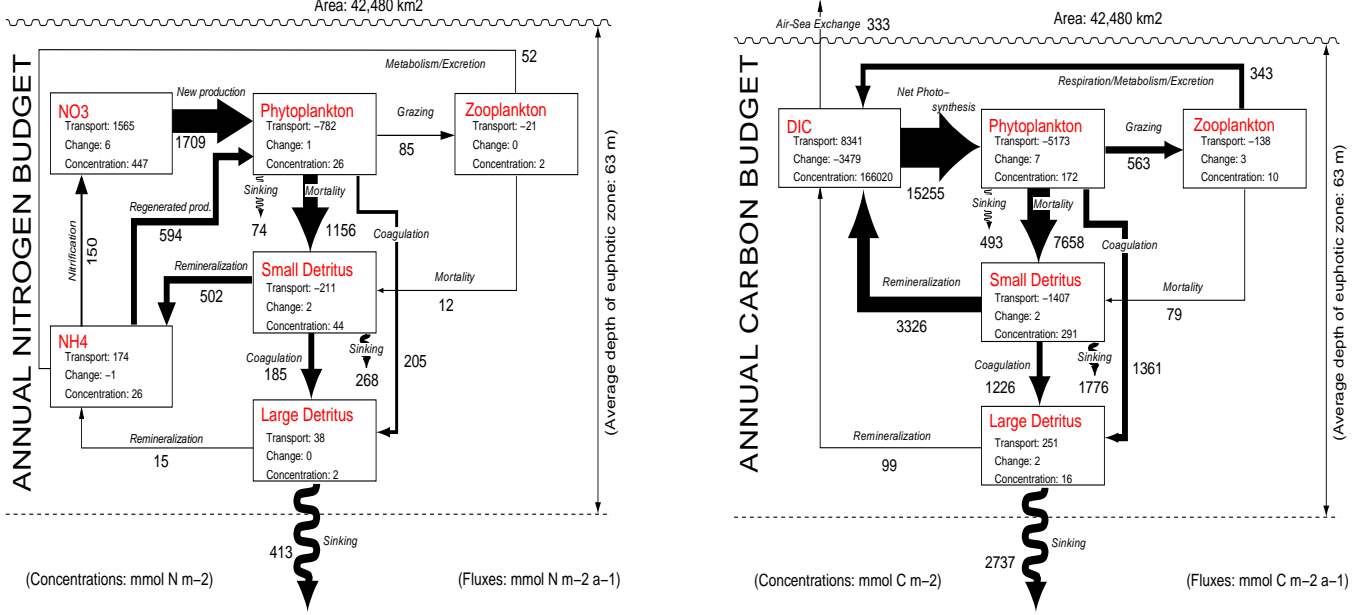 Area: 42,480 km2
ANNUAL NITROGEN BUDGET
52
Metabolism/Excretion
NO3
Transport: 1565
Change: 6
Concentration: 447
New production
1709
Phytoplankton
Transport: −782
Change: 1
Concentration: 26
Grazing
85
Zooplankton
Transport: −21
Change: 0
Concentration: 2
Regenerated prod.
594
Sinking
74
Mortality
1156
Coagulation
205
Nitrification
150
Remineralization
502
Small Detritus
Transport: −211
Change: 2
Concentration: 44
Mortality
12
NH4
Transport: 174
Change: −1
Concentration: 26
Coagulation
185
Sinking
268
Large Detritus
Transport: 38
Change: 0
Concentration: 2
Remineralization
15
413
Sinking
(Average depth of euphotic zone: 63 m)
(Concentrations: mmol N m−2)
(Fluxes: mmol N m−2 a−1)
Air-Sea Exchange
333
Area: 42,480 km2
ANNUAL CARBON BUDGET
343
Respiration/Metabolism/Excretion
DIC
Transport: 8341
Change: −3479
Concentration: 166020
Net Photo-
synthesis
15255
Phytoplankton
Transport: −5173
Change: 7
Concentration: 172
Grazing
563
Zooplankton
Transport: −138
Change: 3
Concentration: 10
Sinking
493
Mortality
7658
Coagulation
1361
Remineralization
3326
Small Detritus
Transport: −1407
Change: 2
Concentration: 291
Mortality
79
Coagulation
1226
Sinking
1776
Large Detritus
Transport: 251
Change: 2
Concentration: 16
Remineralization
99
2737
Sinking
(Average depth of euphotic zone: 63 m)
(Concentrations: mmol C m−2)
(Fluxes: mmol C m−2 a−1)